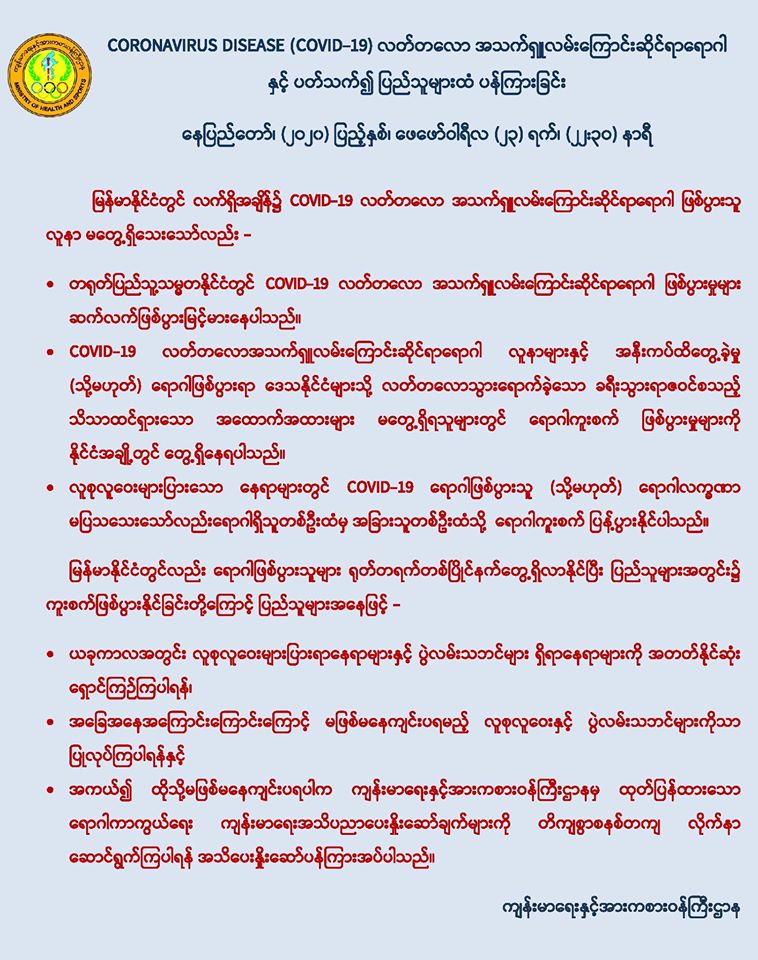 CORONAVIRUS DISEASE (COVID-19) လတ်တလော အသက်ရှူလမ်းကြောင်းဆိုင်ရာရောဂါ
နှင့် ပတ်သက်၍ ပြည်သူများထံ ပန်ကြားခြင်း
နေပြည်တော်၊ (၂၀၂၀) ပြည့်နှစ်၊ ဖေဖော်ဝါရီလ (၂၃) ရက်၊ (၂၂:၃၀) နာရီ
မြန်မာနိုင်ငံတွင် လက်ရှိအချိန်၌ COVID-19 လတ်တလော အသက်ရှူလမ်းကြောင်းဆိုင်ရာရောဂါ ဖြစ်ပွားသူ
လူနာ မတွေ့ရှိသေးသော်လည်း –
• တရုတ်ပြည်သူ့သမ္မတနိုင်ငံတွင် COVID-19 လတ်တလော အသက်ရှူလမ်းကြောင်းဆိုင်ရာရောဂါ ဖြစ်ပွားမှုများ
ဆက်လက်ဖြစ်ပွားမြင့်မားနေပါသည်။
• COVID-19 လတ်တလောအသက်ရှူလမ်းကြောင်းဆိုင်ရာရောဂါ လူနာများနှင့် အနီးကပ်ထိတွေ့ခဲ့မှု
(သို့မဟုတ်) ရောဂါဖြစ်ပွားရာ ဒေသနိုင်ငံများသို့ လတ်တလောသွားရောက်ခဲ့သော ခရီးသွားရာဇဝင်စသည့်
သိသာထင်ရှားသော အထောက်အထားများ မတွေ့ရှိရသူများတွင် ရောဂါကူးစက် ဖြစ်ပွားမှုများကို
နိုင်ငံအချို့တွင် တွေ့ရှိနေရပါသည်။
• လူစုလူဝေးများပြားသော နေရာများတွင် COVID-19 ရောဂါဖြစ်ပွားသူ (သို့မဟုတ်) ရောဂါလက္ခဏာ
မပြသသေးသော်လည်းရောဂါရှိသူတစ်ဦးထံမှ အခြားသူတစ်ဦးထံသို့ ရောဂါကူးစက် ပြန့်ပွားနိုင်ပါသည်။
မြန်မာနိုင်ငံတွင်လည်း ရောဂါဖြစ်ပွားသူများ ရုတ်တရက်တစ်ပြိုင်နက်တွေ့ရှိလာနိုင်ပြီး ပြည်သူများအတွင်း၌
ကူးစက်ဖြစ်ပွားနိုင်ခြင်းတို့ကြောင့် ပြည်သူများအနေဖြင့် –
• ယခုကာလအတွင်း လူစုလူဝေးများပြားရာနေရာများနှင့် ပွဲလမ်းသဘင်များ ရှိရာနေရာများကို အတတ်နိုင်ဆုံး
ရှောင်ကြဉ်ကြပါရန်၊
• အခြေအနေအကြောင်းကြောင်းကြောင့် မဖြစ်မနေကျင်းပရမည့် လူစုလူဝေးနှင့် ပွဲလမ်းသဘင်များကိုသာ
ပြုလုပ်ကြပါရန်နှင့်
• အကယ်၍ ထိုသို့မဖြစ်မနေကျင်းပရပါက ကျန်းမာရေးနှင့်အားကစားဝန်ကြီးဌာနမှ ထုတ်ပြန်ထားသော
ရောဂါကာကွယ်ရေး ကျန်းမာရေးအသိပညာပေးနှိုးဆော်ချက်များကို တိကျစွာစနစ်တကျ လိုက်နာ
ဆောင်ရွက်ကြပါရန် အသိပေးနှိုးဆော်ပန်ကြားအပ်ပါသည်။
ကျန်းမာရေးနှင့်အားကစားဝန်ကြီးဌာန